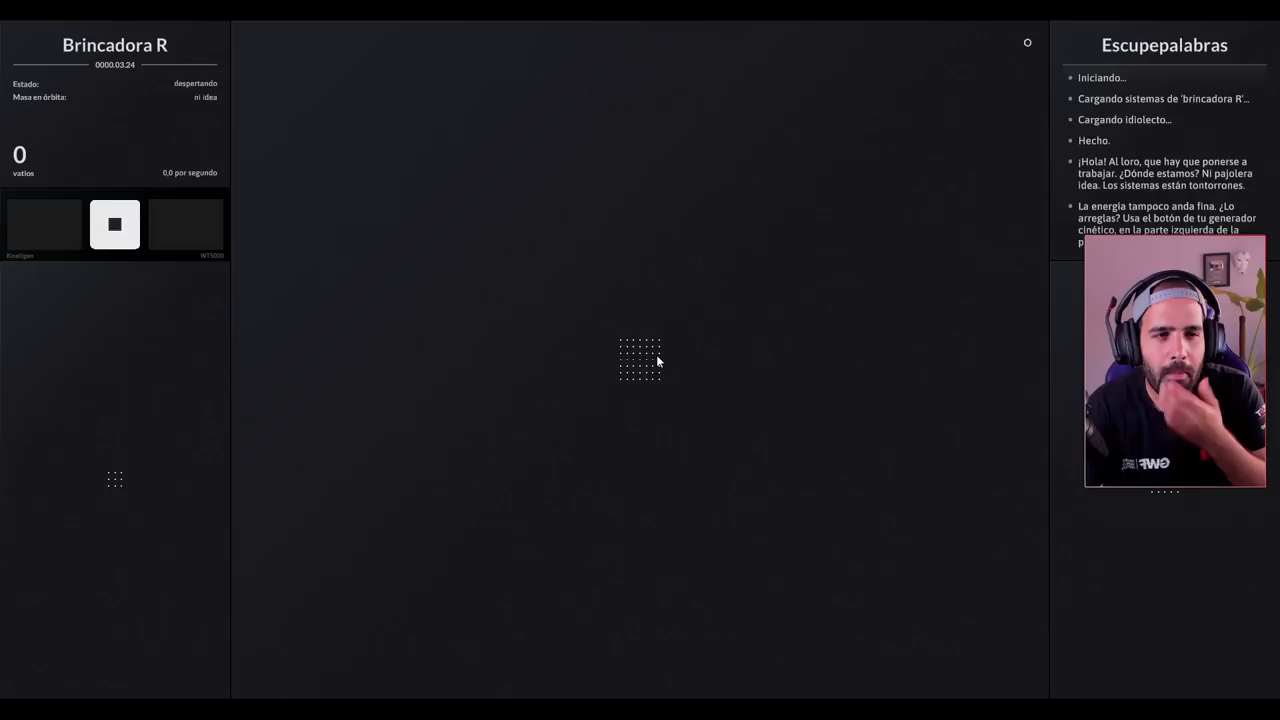 Brincadora R
0000.03.24
Estado: despertando
Masa en órbita: ni idea
0
vatios 0,0 por segundo
Kineligen WT5000
Escupepalabras
Iniciando...
Cargando sistemas de 'brincadora R'...
Cargando idiolecto...
Hecho.
¡Hola! Al loro, que hay que ponerse a
trabajar. ¿Dónde estamos? Ni pajolera
idea. Los sistemas están tontorrones.
La energía tampoco anda fina. ¿Lo
arreglas? Usa el botón de tu generador
cinético, en la parte izquierda de la
GWF